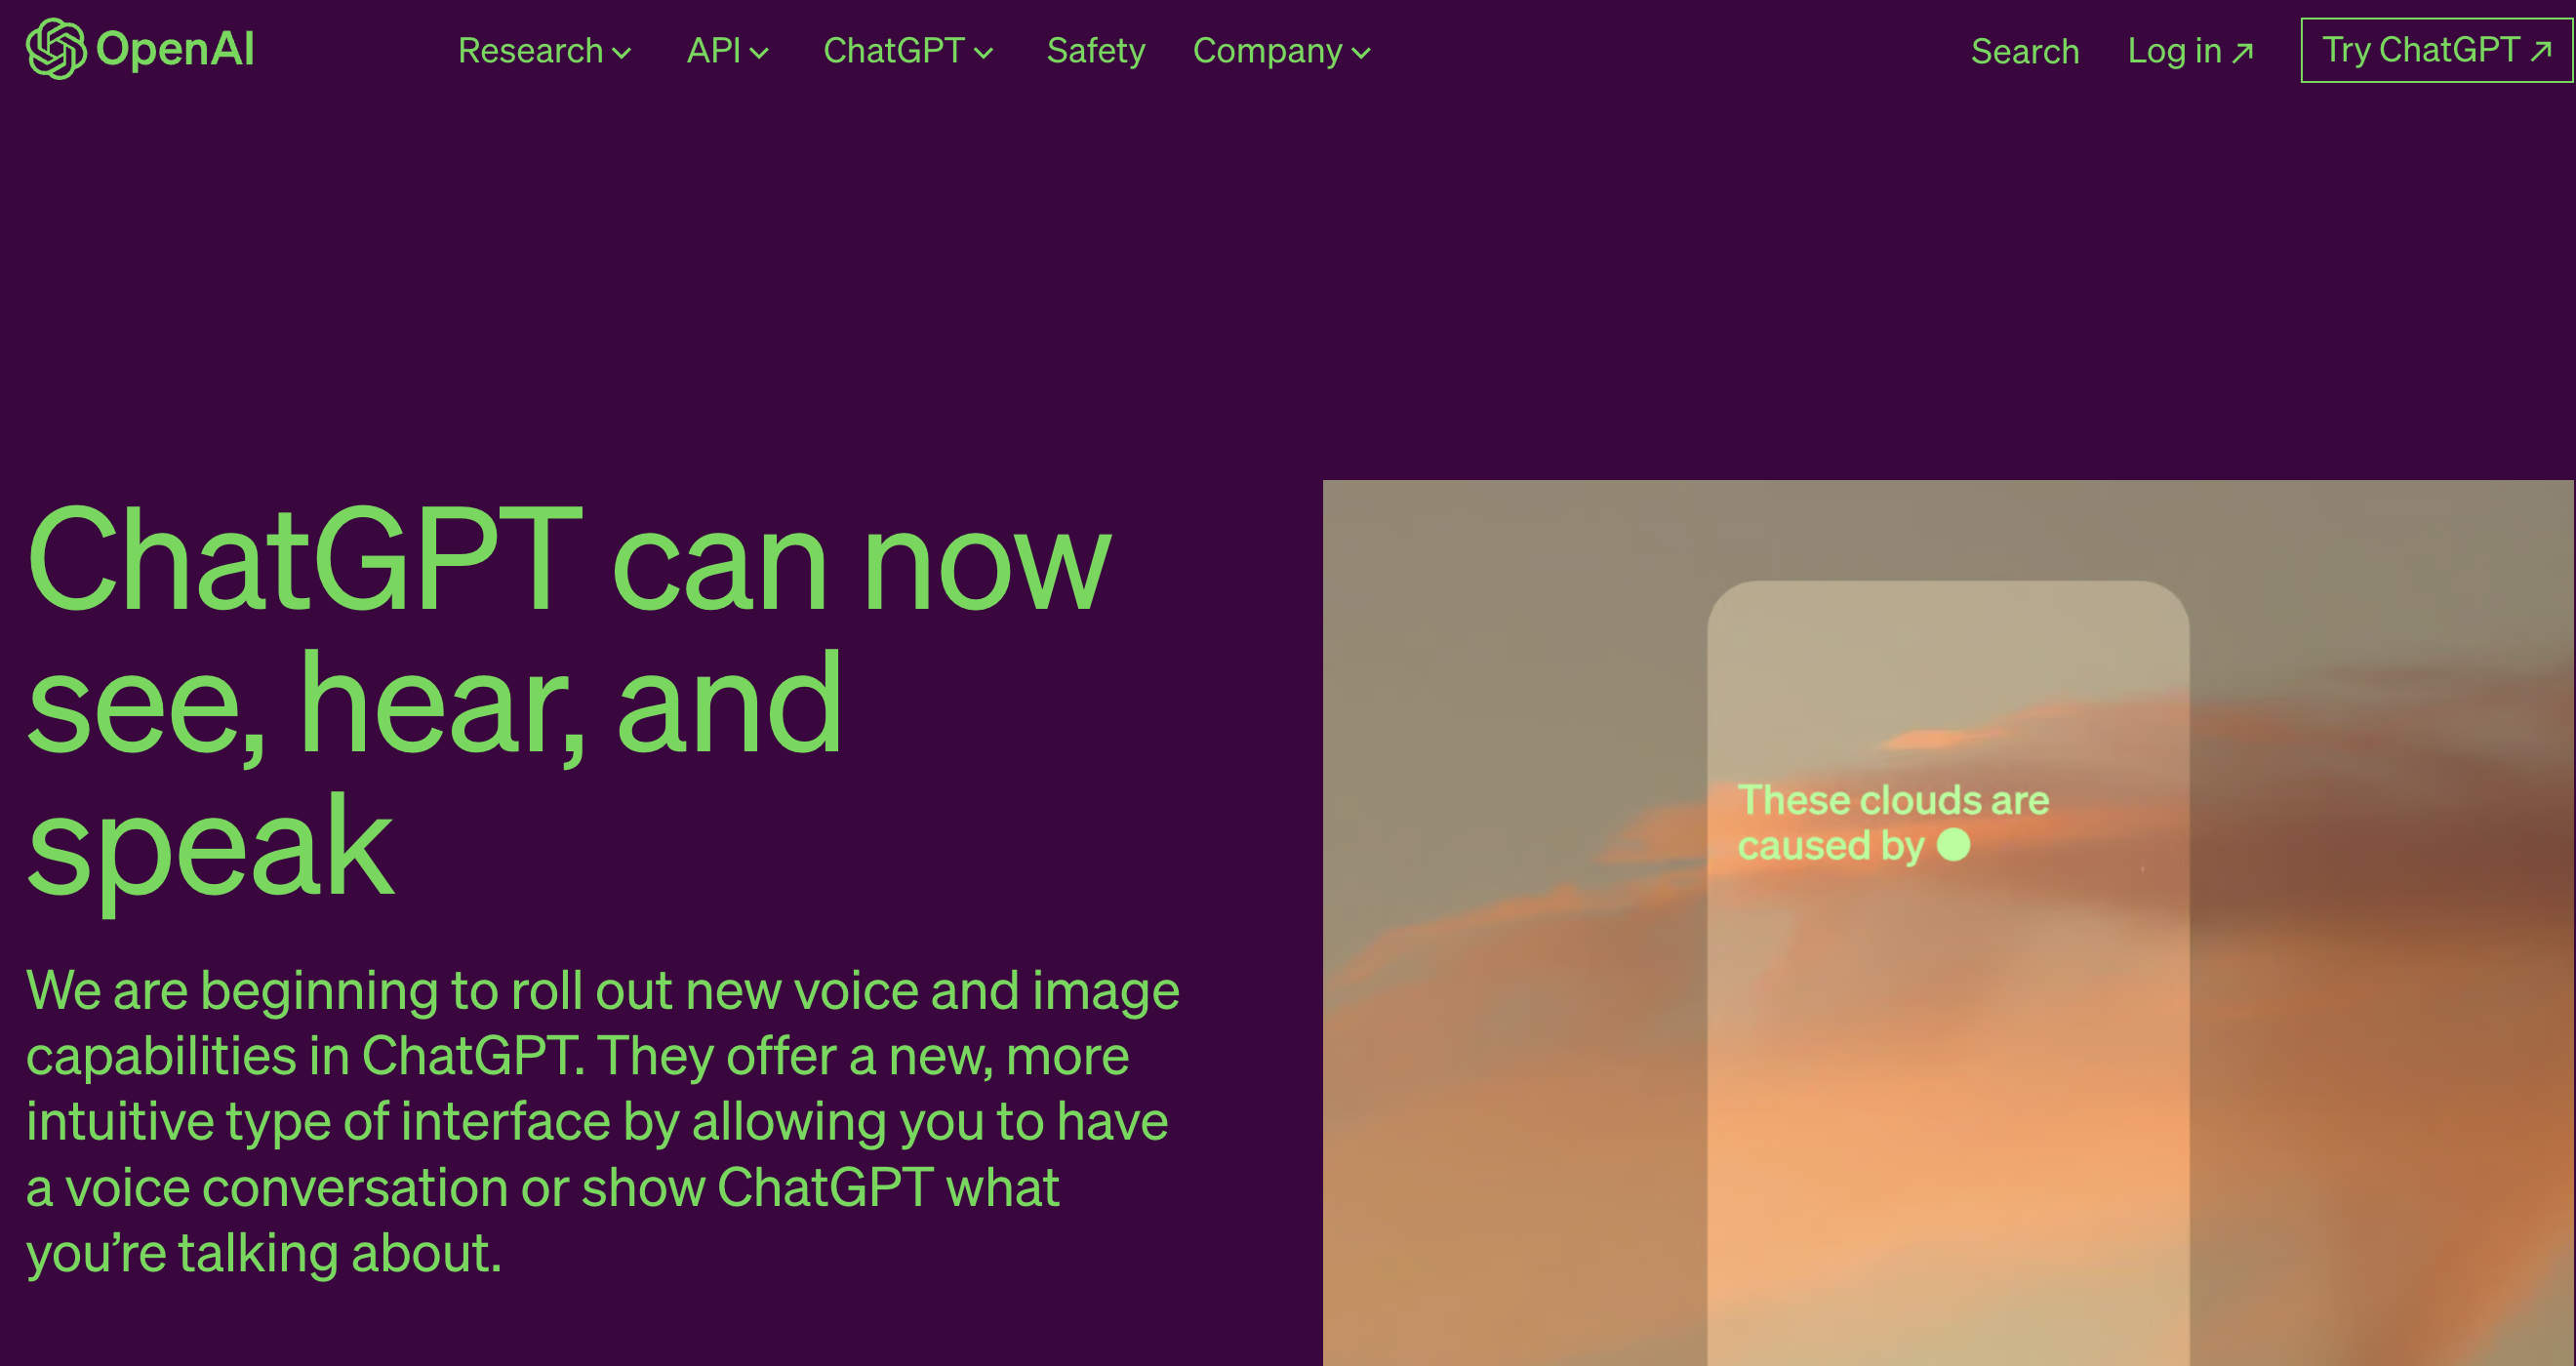 OpenAI
Research
API
ChatGPT
Safety
Company
Search
Log in ↗
Try ChatGPT ↗
ChatGPT can now
see, hear, and
speak
We are beginning to roll out new voice and image
capabilities in ChatGPT. They offer a new, more
intuitive type of interface by allowing you to have
a voice conversation or show ChatGPT what
you’re talking about.
These clouds are
caused by